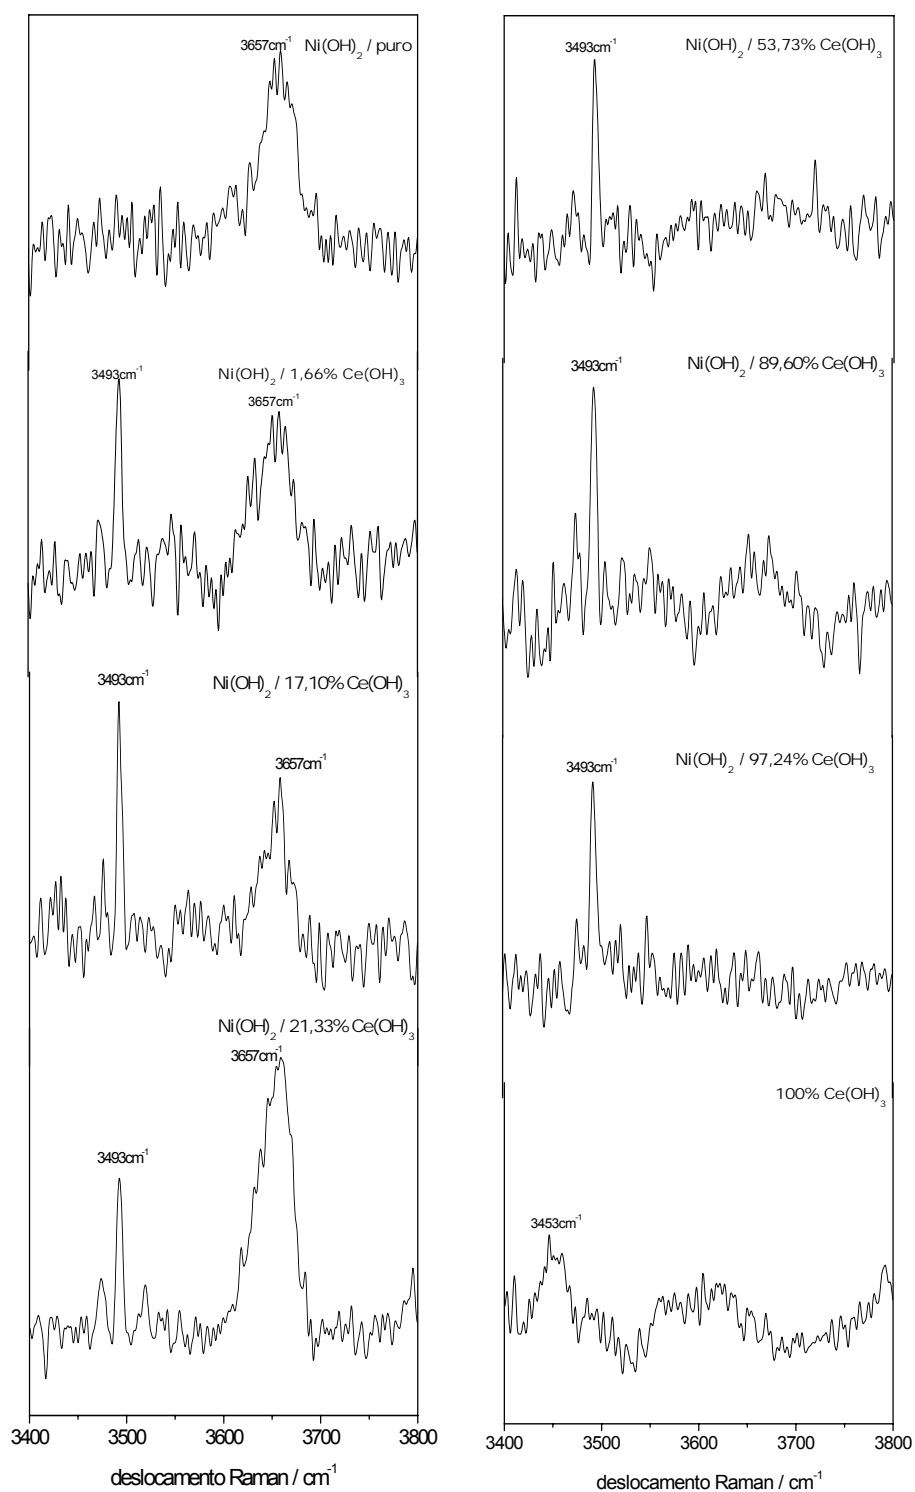 3657cm⁻¹ Ni(OH)₂ / puro
3493cm⁻¹ Ni(OH)₂ / 1,66% Ce(OH)₃
3657cm⁻¹
3493cm⁻¹ Ni(OH)₂ / 17,10% Ce(OH)₃
3657cm⁻¹
Ni(OH)₂ / 21,33% Ce(OH)₃
3657cm⁻¹
3493cm⁻¹
3400 3500 3600 3700 3800
deslocamento Raman / cm⁻¹
3493cm⁻¹ Ni(OH)₂ / 53,73% Ce(OH)₃
3493cm⁻¹ Ni(OH)₂ / 89,60% Ce(OH)₃
3493cm⁻¹ Ni(OH)₂ / 97,24% Ce(OH)₃
100% Ce(OH)₃
3453cm⁻¹
3400 3500 3600 3700 3800
deslocamento Raman / cm⁻¹